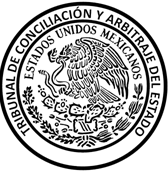 TRIBUNAL DE CONCILIACIÓN Y ARBITRAJE DEL ESTADO
ESTADOS UNIDOS MEXICANOS